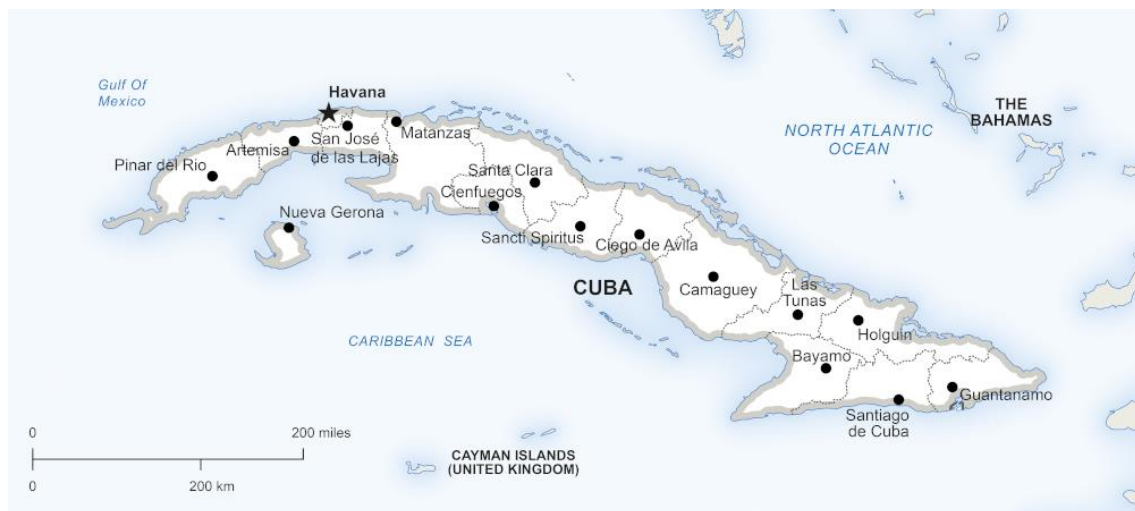 Gulf Of
Mexico
Havana
THE
BAHAMAS
NORTH ATLANTIC
OCEAN
Matanzas
San José
de las Lajas
Artemisa
Pinar del Rio
Santa Clara
Cienfuegos
Nueva Gerona
Sancti Spiritus
Ciego de Avila
CUBA
Camaguey
Las
Tunas
Holguin
CARIBBEAN SEA
Bayamo
Guantanamo
Santiago
de Cuba
0
200 miles
0
200 km
CAYMAN ISLANDS
(UNITED KINGDOM)